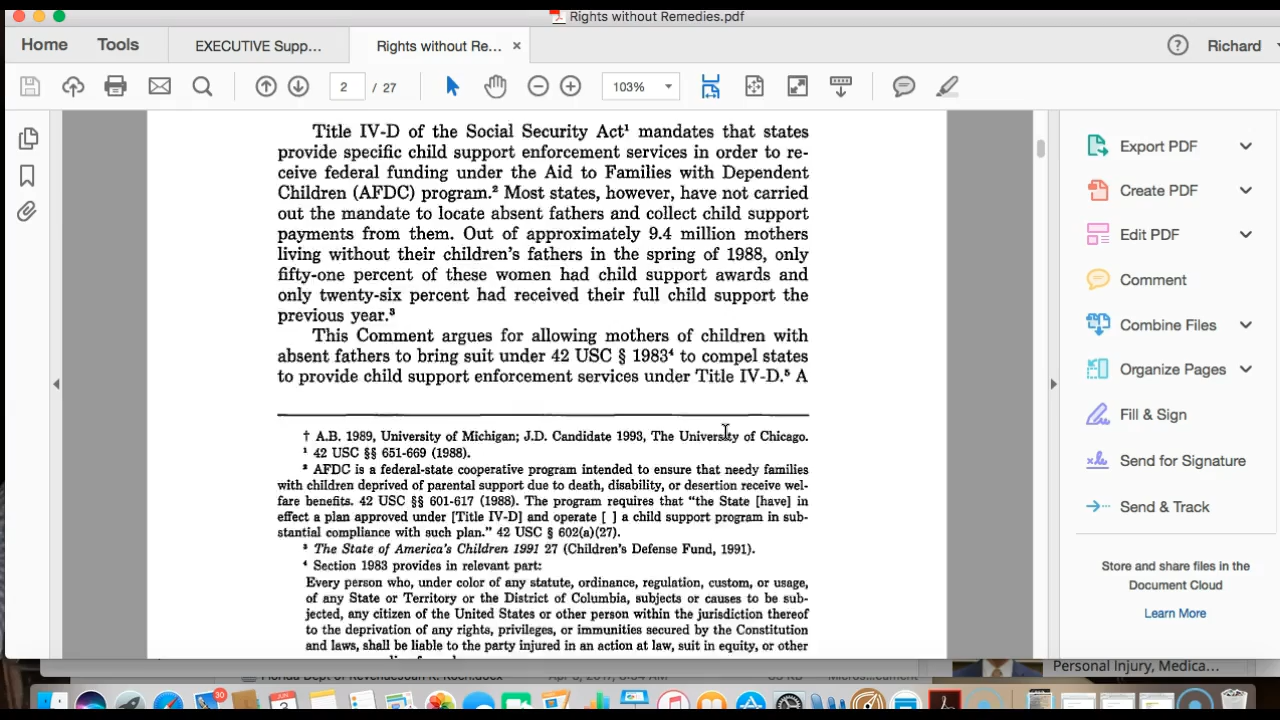 Rights without Remedies.pdf
Home Tools EXECUTIVE Supp... Rights without Re... × ? Richard
2 / 27 103%
Title IV-D of the Social Security Act¹ mandates that states
provide specific child support enforcement services in order to re-
ceive federal funding under the Aid to Families with Dependent
Children (AFDC) program.² Most states, however, have not carried
out the mandate to locate absent fathers and collect child support
payments from them. Out of approximately 9.4 million mothers
living without their children's fathers in the spring of 1988, only
fifty-one percent of these women had child support awards and
only twenty-six percent had received their full child support the
previous year.³
This Comment argues for allowing mothers of children with
absent fathers to bring suit under 42 USC § 1983⁴ to compel states
to provide child support enforcement services under Title IV-D.⁵ A
† A.B. 1989, University of Michigan; J.D. Candidate 1993, The University of Chicago.
¹ 42 USC §§ 651-669 (1988).
² AFDC is a federal-state cooperative program intended to ensure that needy families
with children deprived of parental support due to death, disability, or desertion receive wel-
fare benefits. 42 USC §§ 601-617 (1988). The program requires that "the State [have] in
effect a plan approved under [Title IV-D] and operate [ ] a child support program in sub-
stantial compliance with such plan." 42 USC § 602(a)(27).
³ The State of America's Children 1991 27 (Children's Defense Fund, 1991).
⁴ Section 1983 provides in relevant part:
Every person who, under color of any statute, ordinance, regulation, custom, or usage,
of any State or Territory or the District of Columbia, subjects or causes to be sub-
jected, any citizen of the United States or other person within the jurisdiction thereof
to the deprivation of any rights, privileges, or immunities secured by the Constitution
and laws, shall be liable to the party injured in an action at law, suit in equity, or other
Export PDF
Create PDF
Edit PDF
Comment
Combine Files
Organize Pages
Fill & Sign
Send for Signature
Send & Track
Store and share files in the
Document Cloud
Learn More
Personal Injury, Medica...
30
JUN
3